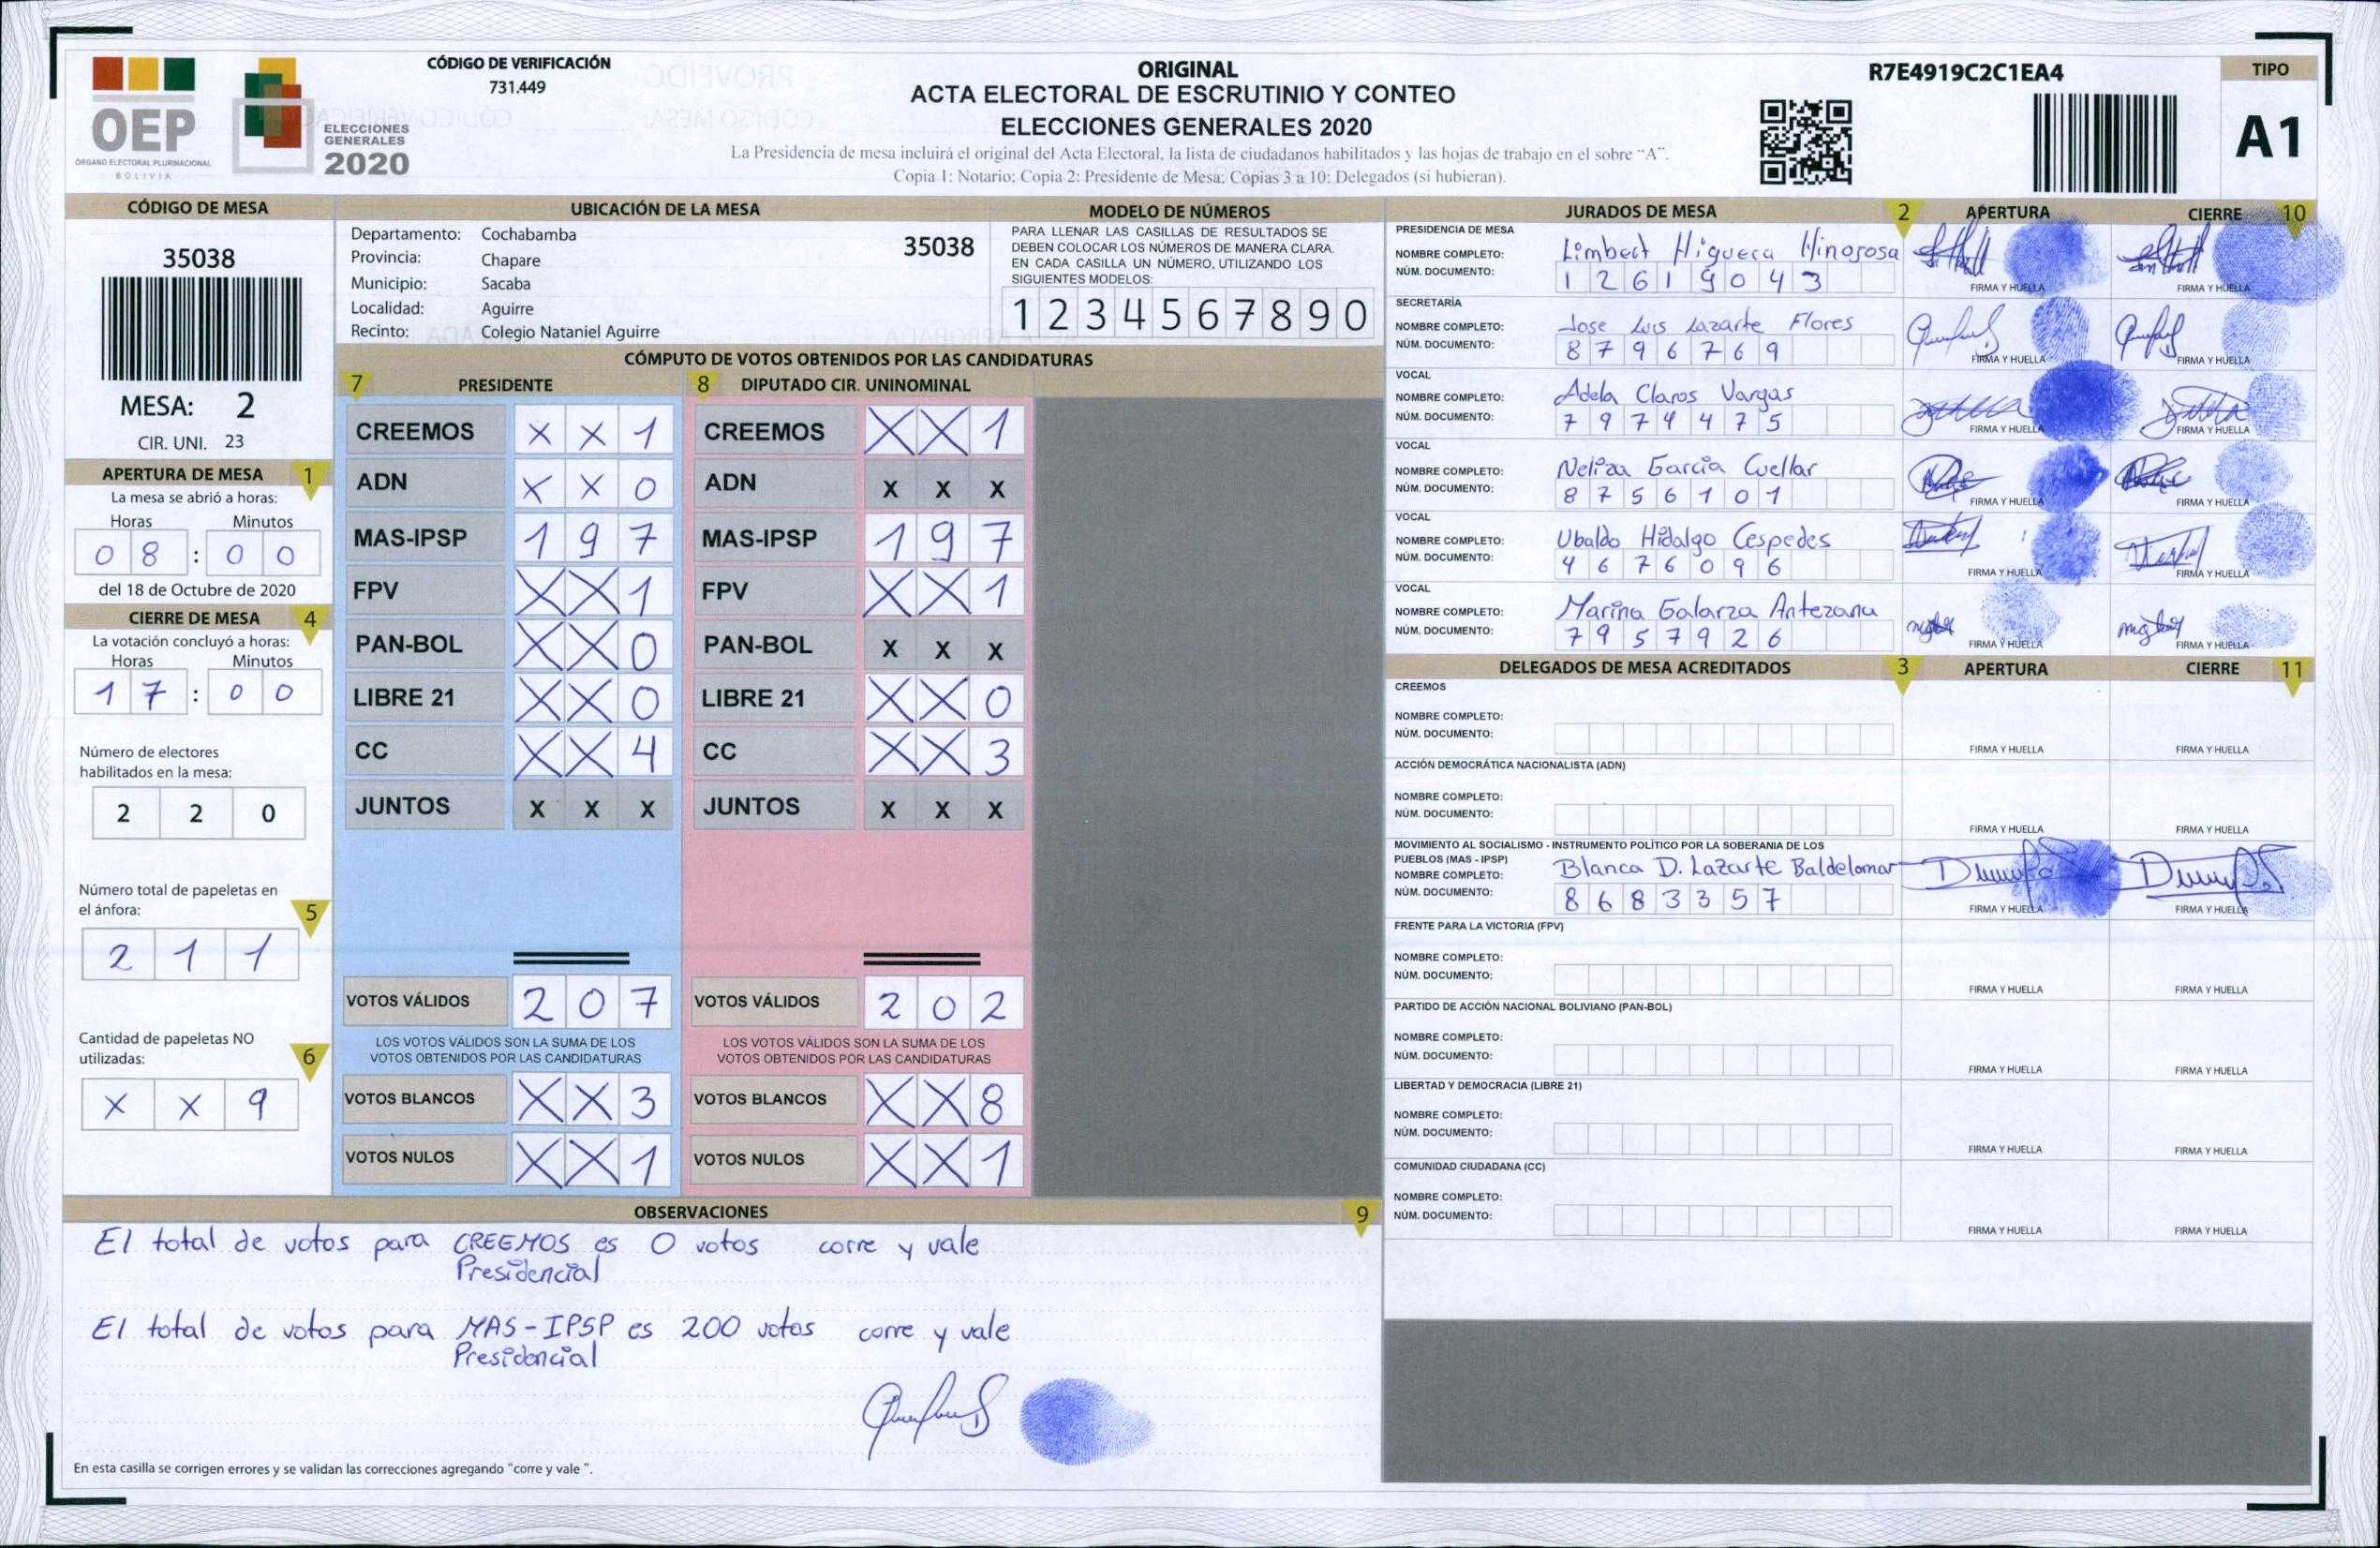 CÓDIGO DE VERIFICACIÓN
731.449
OEP
ÓRGANO ELECTORAL PLURINACIONAL
BOLIVIA
ELECCIONES
GENERALES
2020
ORIGINAL
ACTA ELECTORAL DE ESCRUTINIO Y CONTEO
ELECCIONES GENERALES 2020
La Presidencia de mesa incluirá el original del Acta Electoral, la lista de ciudadanos habilitados y las hojas de trabajo en el sobre "A".
Copia 1: Notario; Copia 2: Presidente de Mesa; Copias 3 a 10: Delegados (si hubieran).
R7E4919C2C1EA4
TIPO
A1
CÓDIGO DE MESA
35038
MESA: 2
CIR. UNI. 23
APERTURA DE MESA 1
La mesa se abrió a horas:
Horas Minutos
0 8 : 0 0
del 18 de Octubre de 2020
CIERRE DE MESA 4
La votación concluyó a horas:
Horas Minutos
1 7 : 0 0
Número de electores
habilitados en la mesa:
2 2 0
Número total de papeletas en
el ánfora: 5
2 1 1
Cantidad de papeletas NO
utilizadas: 6
X X 9
UBICACIÓN DE LA MESA
Departamento: Cochabamba
Provincia: Chapare
Municipio: Sacaba
Localidad: Aguirre
Recinto: Colegio Nataniel Aguirre
35038
MODELO DE NÚMEROS
PARA LLENAR LAS CASILLAS DE RESULTADOS SE
DEBEN COLOCAR LOS NÚMEROS DE MANERA CLARA.
EN CADA CASILLA UN NÚMERO, UTILIZANDO LOS
SIGUIENTES MODELOS:
1 2 3 4 5 6 7 8 9 0
CÓMPUTO DE VOTOS OBTENIDOS POR LAS CANDIDATURAS
7 PRESIDENTE 8 DIPUTADO CIR. UNINOMINAL
CREEMOS X X 1 CREEMOS X X 1
ADN X X 0 ADN X X X
MAS-IPSP 1 9 7 MAS-IPSP 1 9 7
FPV X X 1 FPV X X 1
PAN-BOL X X 0 PAN-BOL X X X
LIBRE 21 X X 0 LIBRE 21 X X 0
CC X X 4 CC X X 3
JUNTOS X X X JUNTOS X X X
VOTOS VÁLIDOS 2 0 7 VOTOS VÁLIDOS 2 0 2
LOS VOTOS VÁLIDOS SON LA SUMA DE LOS LOS VOTOS VÁLIDOS SON LA SUMA DE LOS
VOTOS OBTENIDOS POR LAS CANDIDATURAS VOTOS OBTENIDOS POR LAS CANDIDATURAS
VOTOS BLANCOS X X 3 VOTOS BLANCOS X X 8
VOTOS NULOS X X 1 VOTOS NULOS X X 1
OBSERVACIONES 9
El total de votos para CREEMOS es 0 votos corre y vale
Presidencial
El total de votos para MAS-IPSP es 200 votos corre y vale
Presidencial
En esta casilla se corrigen errores y se validan las correcciones agregando "corre y vale ".
JURADOS DE MESA 2 APERTURA CIERRE 10
PRESIDENCIA DE MESA
NOMBRE COMPLETO: Limbert Higuera Hinojosa
NÚM. DOCUMENTO: 1 2 6 1 9 0 4 3
FIRMA Y HUELLA FIRMA Y HUELLA
SECRETARÍA
NOMBRE COMPLETO: Jose Luis Lazarte Flores
NÚM. DOCUMENTO: 8 7 9 6 7 6 9
FIRMA Y HUELLA FIRMA Y HUELLA
VOCAL
NOMBRE COMPLETO: Adela Claros Vargas
NÚM. DOCUMENTO: 7 9 7 4 4 7 5
FIRMA Y HUELLA FIRMA Y HUELLA
VOCAL
NOMBRE COMPLETO: Neliza García Cuellar
NÚM. DOCUMENTO: 8 7 5 6 1 0 1
FIRMA Y HUELLA FIRMA Y HUELLA
VOCAL
NOMBRE COMPLETO: Ubaldo Hidalgo Cespedes
NÚM. DOCUMENTO: 4 6 7 6 0 9 6
FIRMA Y HUELLA FIRMA Y HUELLA
VOCAL
NOMBRE COMPLETO: Marina Galarza Antezana
NÚM. DOCUMENTO: 7 9 5 7 9 2 6
FIRMA Y HUELLA FIRMA Y HUELLA
DELEGADOS DE MESA ACREDITADOS 3 APERTURA CIERRE 11
CREEMOS
NOMBRE COMPLETO:
NÚM. DOCUMENTO:
FIRMA Y HUELLA FIRMA Y HUELLA
ACCIÓN DEMOCRÁTICA NACIONALISTA (ADN)
NOMBRE COMPLETO:
NÚM. DOCUMENTO:
FIRMA Y HUELLA FIRMA Y HUELLA
MOVIMIENTO AL SOCIALISMO - INSTRUMENTO POLÍTICO POR LA SOBERANIA DE LOS
PUEBLOS (MAS - IPSP)
NOMBRE COMPLETO: Blanca D. Lazarte Baldelomar
NÚM. DOCUMENTO: 8 6 8 3 3 5 7
FIRMA Y HUELLA FIRMA Y HUELLA
FRENTE PARA LA VICTORIA (FPV)
NOMBRE COMPLETO:
NÚM. DOCUMENTO:
FIRMA Y HUELLA FIRMA Y HUELLA
PARTIDO DE ACCIÓN NACIONAL BOLIVIANO (PAN-BOL)
NOMBRE COMPLETO:
NÚM. DOCUMENTO:
FIRMA Y HUELLA FIRMA Y HUELLA
LIBERTAD Y DEMOCRACIA (LIBRE 21)
NOMBRE COMPLETO:
NÚM. DOCUMENTO:
FIRMA Y HUELLA FIRMA Y HUELLA
COMUNIDAD CIUDADANA (CC)
NOMBRE COMPLETO:
NÚM. DOCUMENTO:
FIRMA Y HUELLA FIRMA Y HUELLA